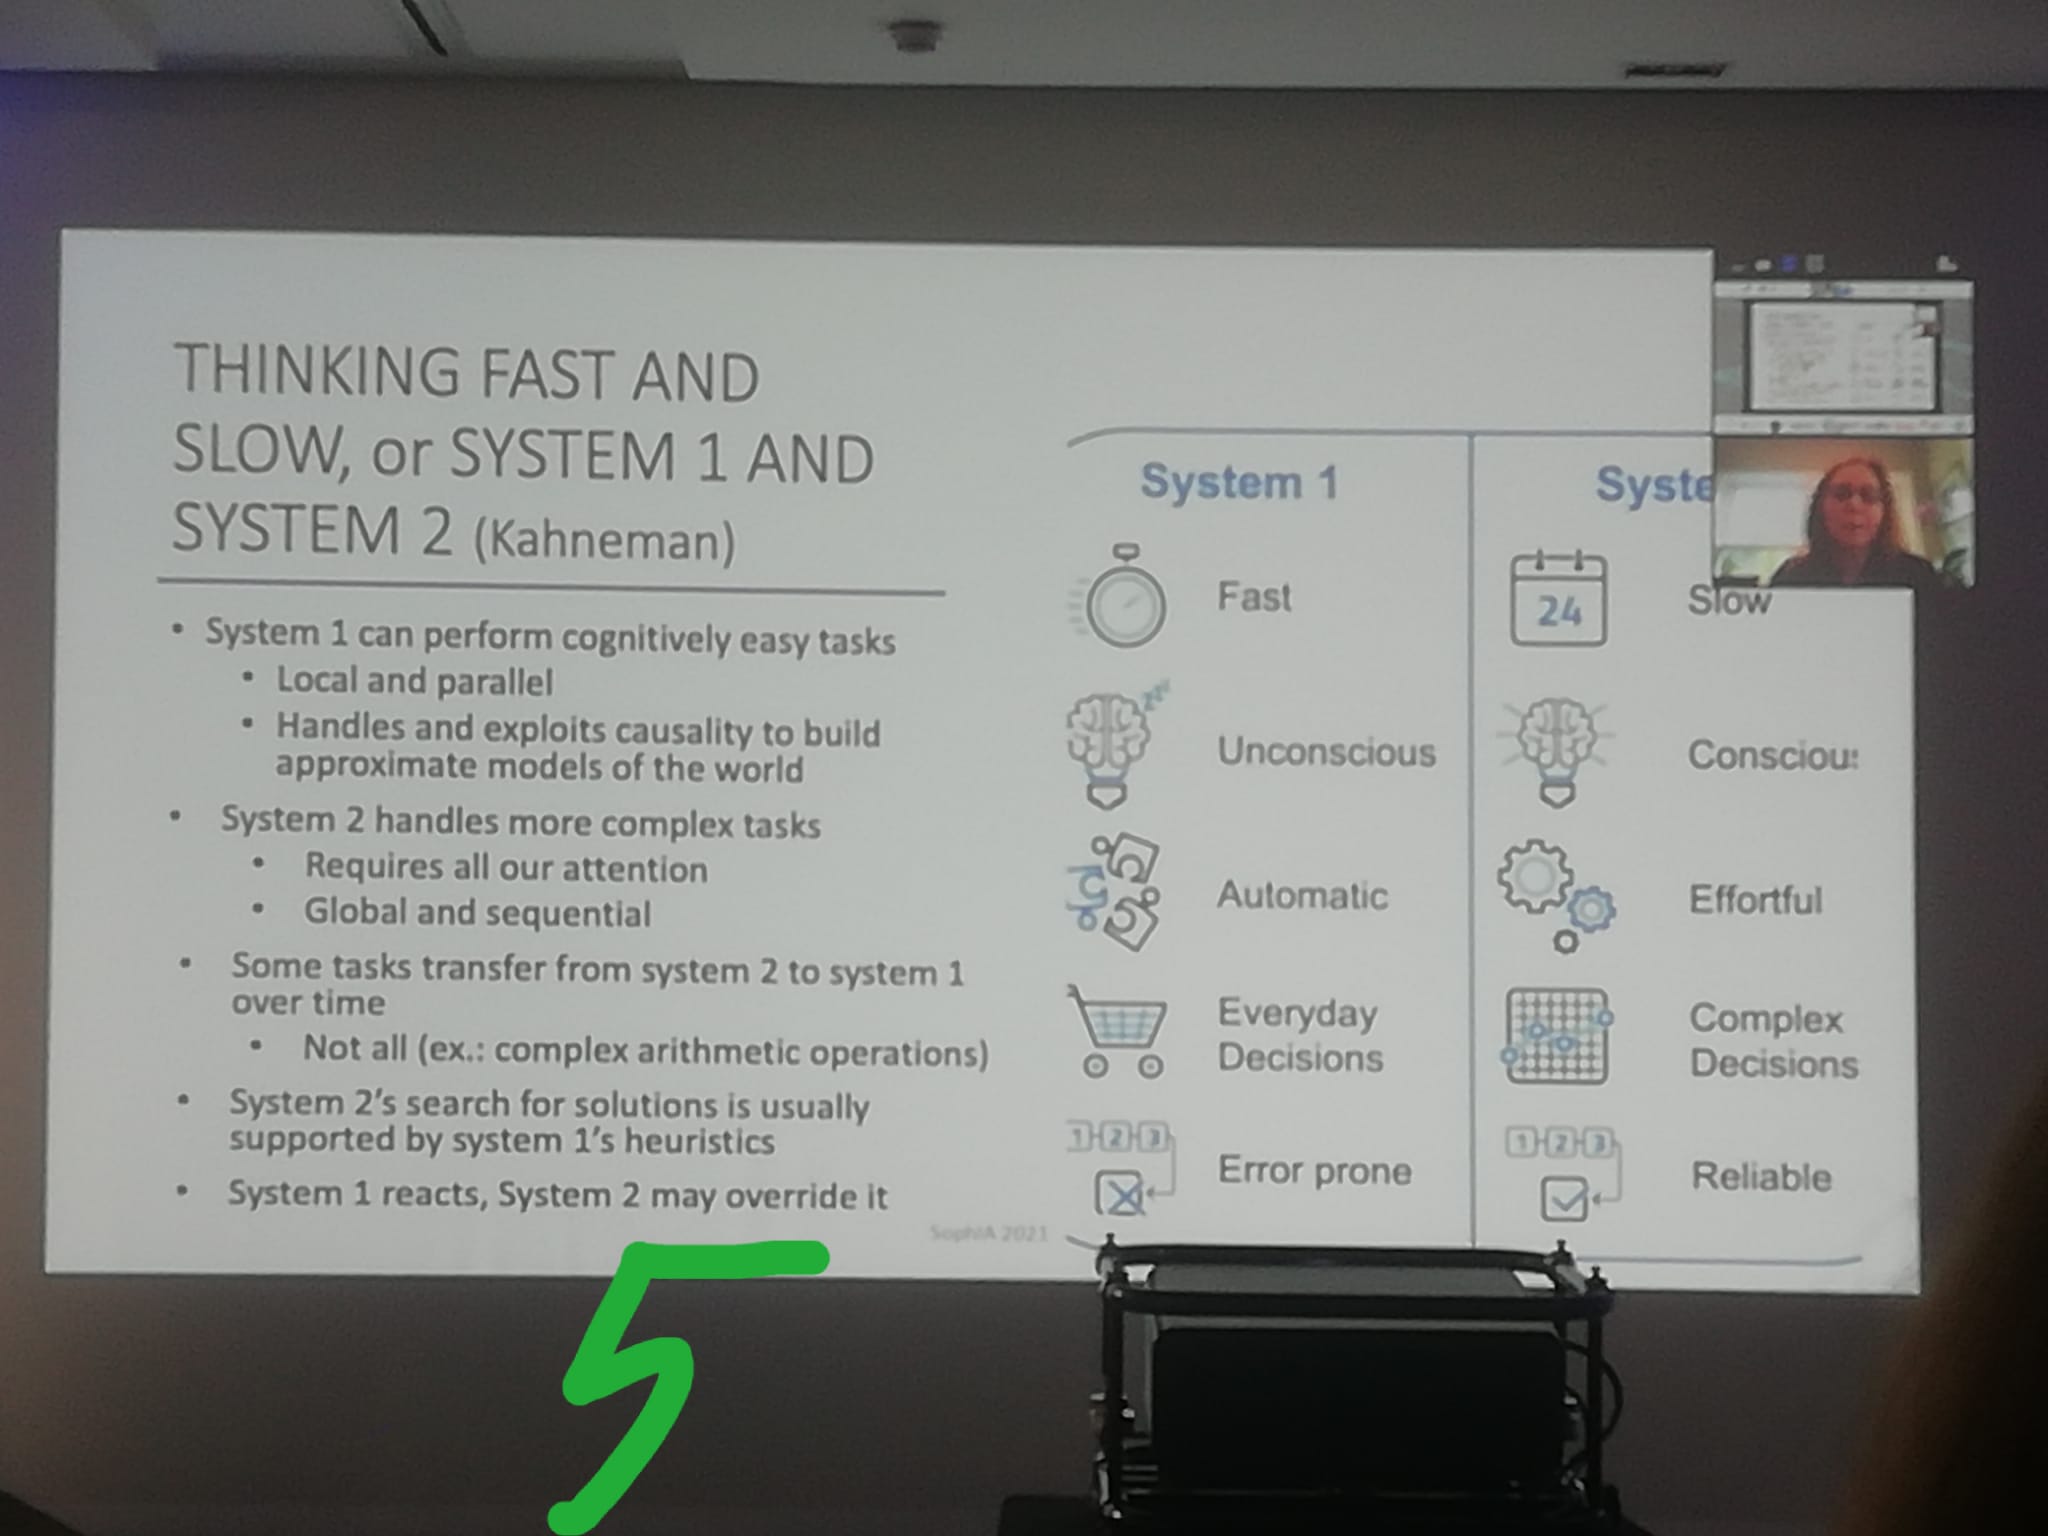 THINKING FAST AND
SLOW, or SYSTEM 1 AND
SYSTEM 2 (Kahneman)
• System 1 can perform cognitively easy tasks
• Local and parallel
• Handles and exploits causality to build
approximate models of the world
• System 2 handles more complex tasks
• Requires all our attention
• Global and sequential
• Some tasks transfer from system 2 to system 1
over time
• Not all (ex.: complex arithmetic operations)
• System 2's search for solutions is usually
supported by system 1's heuristics
• System 1 reacts, System 2 may override it
SophIA 2021
System 1
Fast
Unconscious
Automatic
Everyday
Decisions
1 2 3
Error prone
Syste
24
Slow
Conscious
Effortful
Complex
Decisions
1 2 3
Reliable
5